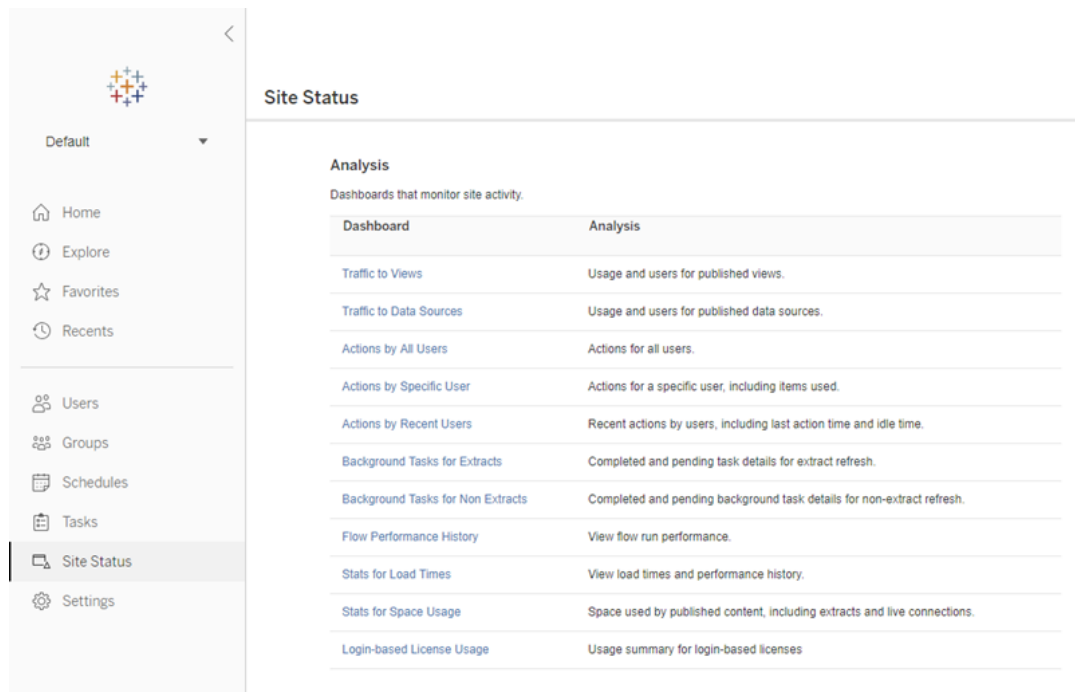 Default
Home
Explore
Favorites
Recents
Users
Groups
Schedules
Tasks
Site Status
Settings
Site Status
Analysis
Dashboards that monitor site activity.
Dashboard Analysis
Traffic to Views Usage and users for published views.
Traffic to Data Sources Usage and users for published data sources.
Actions by All Users Actions for all users.
Actions by Specific User Actions for a specific user, including items used.
Actions by Recent Users Recent actions by users, including last action time and idle time.
Background Tasks for Extracts Completed and pending task details for extract refresh.
Background Tasks for Non Extracts Completed and pending background task details for non-extract refresh.
Flow Performance History View flow run performance.
Stats for Load Times View load times and performance history.
Stats for Space Usage Space used by published content, including extracts and live connections.
Login-based License Usage Usage summary for login-based licenses